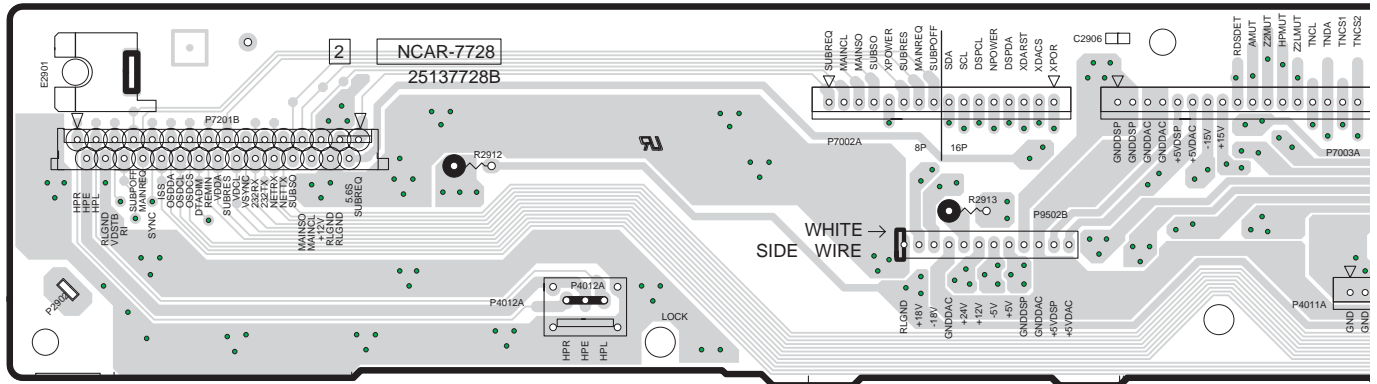 E2901
2
NCAR-7728
25137728B
SUBREQ
MAINCL
MAINSO
SUBSO
XPOWER
SUBRES
MAINREQ
SUBPOFF
SDA
SCL
DSPCL
NPOWER
DSPDA
XDARST
XDACS
XPOR
C2906
RDSDET
AMUT
Z2MUT
HPMUT
Z2LMUT
TNCL
TNDA
TNCS1
TNCS2
P7201B
P7002A
8P
16P
GNDDSP
GNDDSP
GNDDAC
GNDDAC
+5VDSP
+5VDAC
-15V
+15V
P7003A
R2912
HPR
HPE
HPL
RLGND
VDSTB
RI
SUBPOFF
MAINREQ
SYNC
ISS
OSDDA
OSDCL
OSDCS
DTADIM
REMIN
VDDA
SUBRES
VDCL
VSYNC
232RX
232TX
NETRX
NETTX
SUBSO
MAINSO
MAINCL
+12V
RLGND
RLGND
5.6S
SUBREQ
RU
R2913
P9502B
WHITE →
SIDE WIRE
P2902
P4012A
P4012A
LOCK
HPR
HPE
HPL
RLGND
+18V
-18V
GNDDAC
+24V
+12V
-5V
+5V
GNDDSP
GNDDAC
+5VDSP
+5VDAC
P4011A
GND
GND